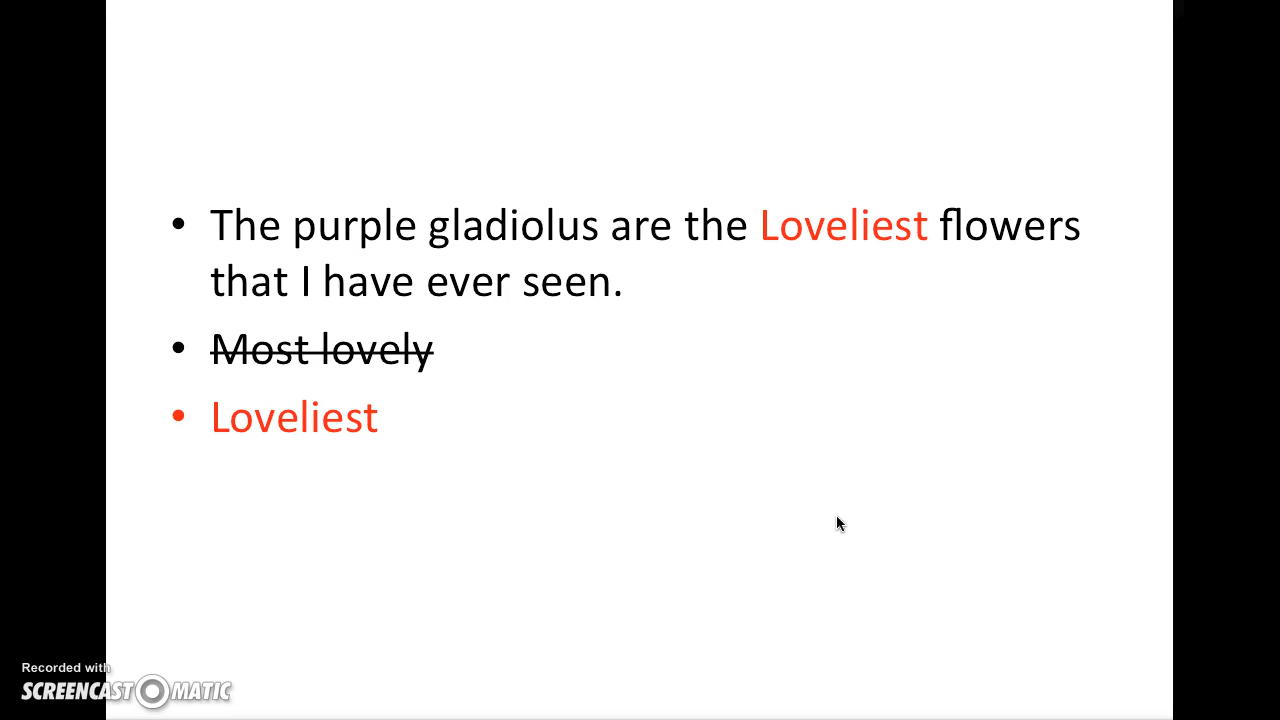 • The purple gladiolus are the Loveliest flowers
that I have ever seen.
• Most lovely
• Loveliest
Recorded with
SCREENCAST MATIC